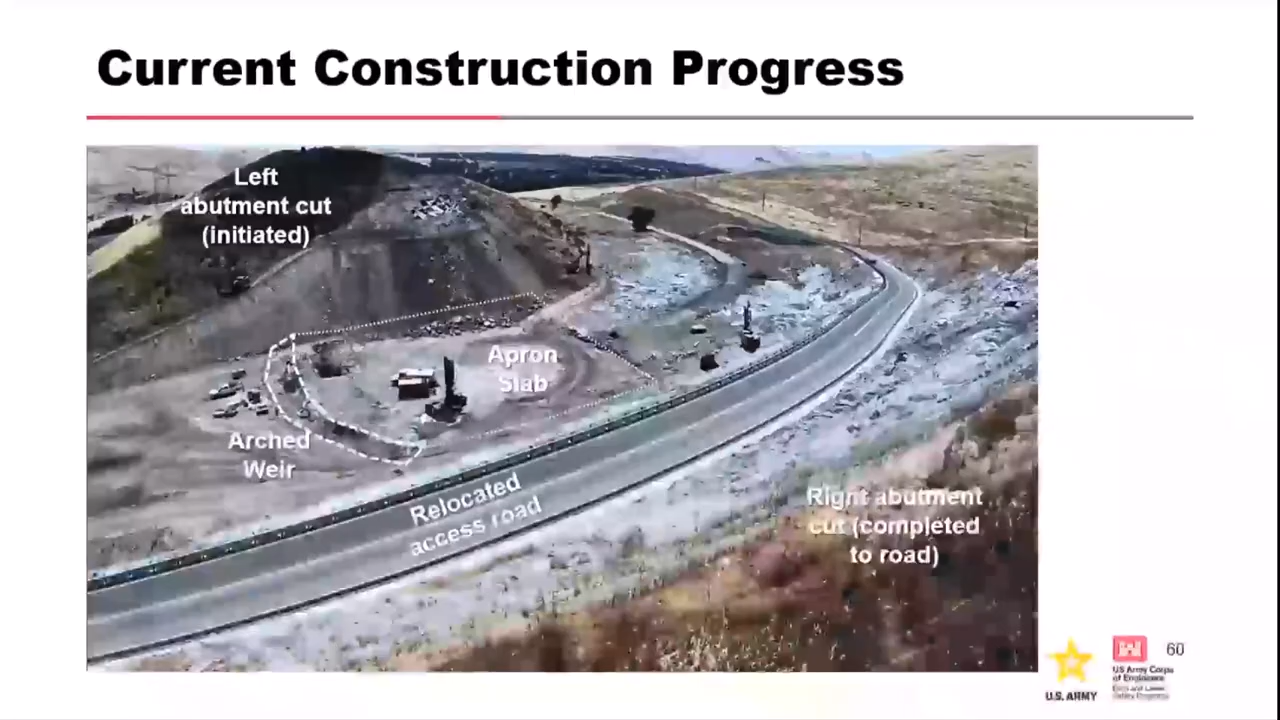 Current Construction Progress
Left
abutment cut
(initiated)
Apron
Slab
Arched
Weir
Relocated
access road
Right abutment
cut (completed
to road)
60
U.S. ARMY
US Army Corps
of Engineers